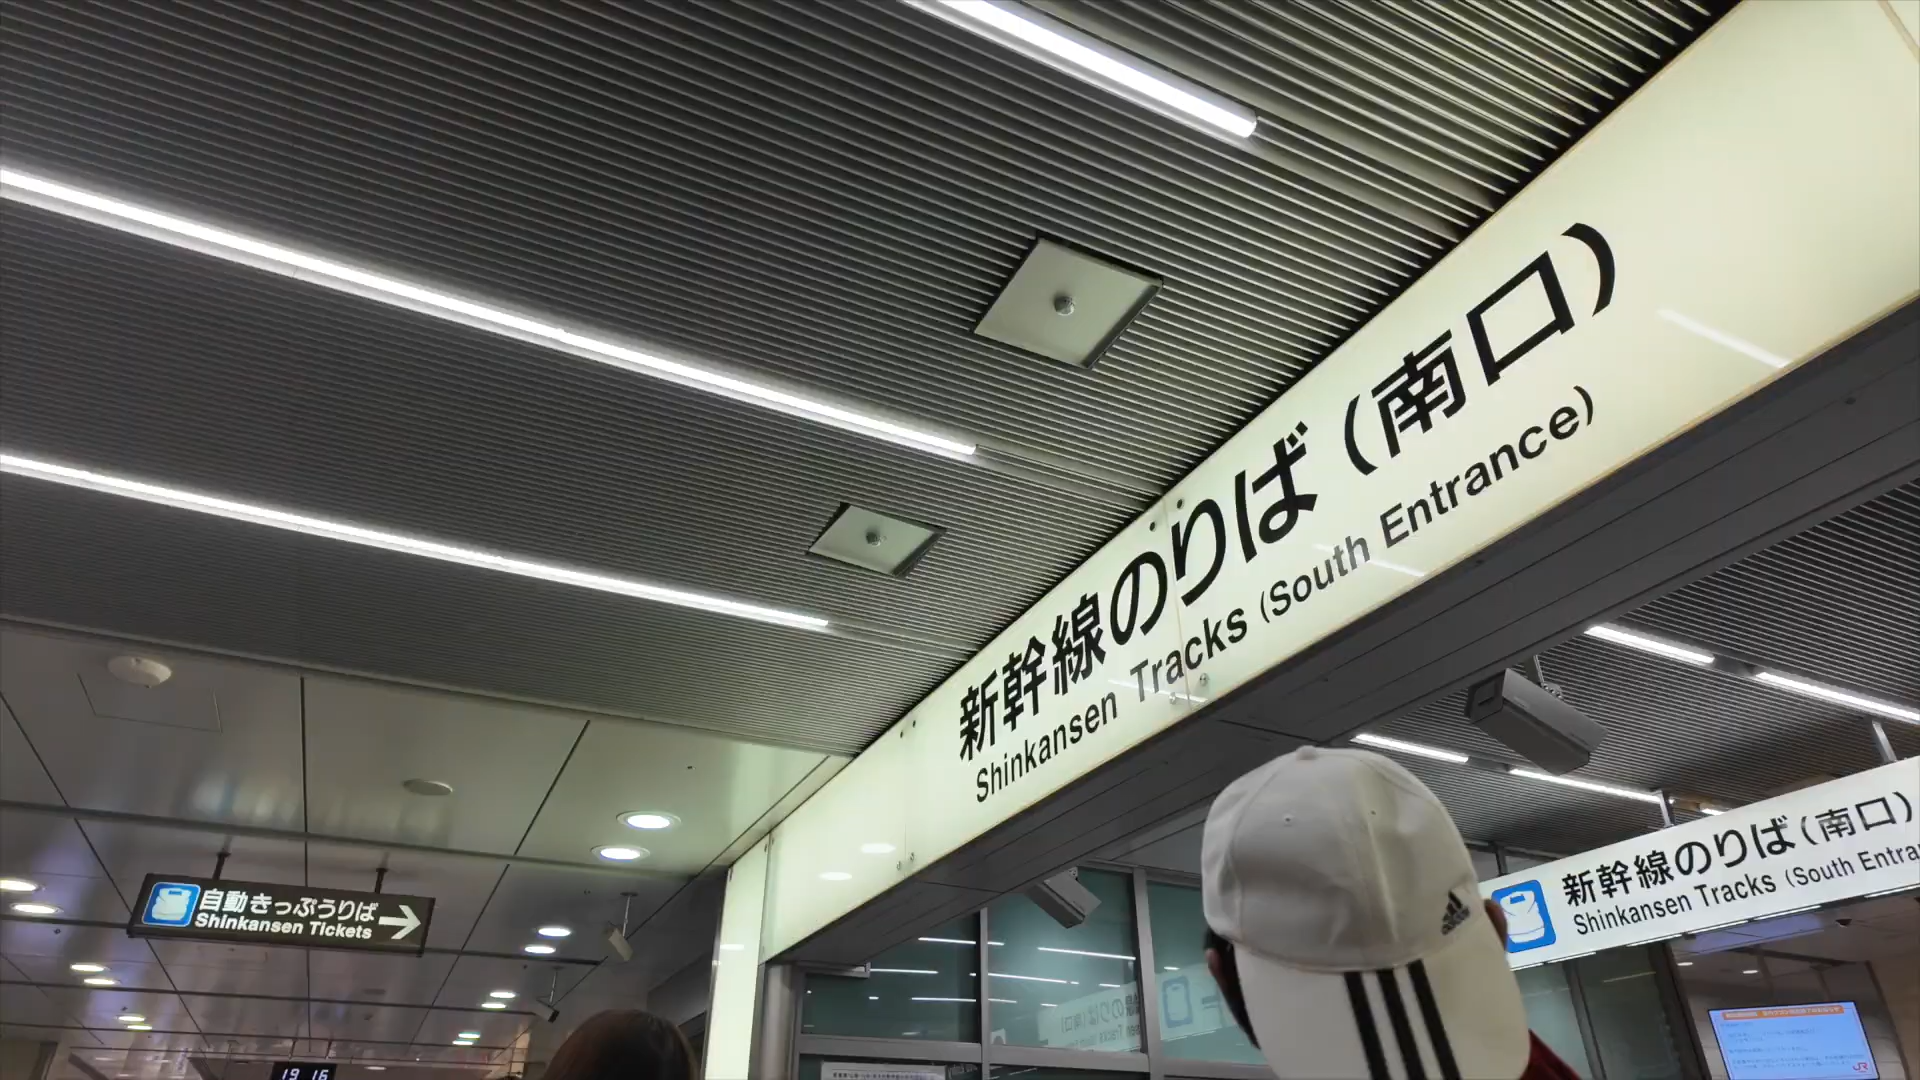 新幹線のりば（南口）
Shinkansen Tracks (South Entrance)
自動きっぷうりば
Shinkansen Tickets
新幹線のりば（南口）
Shinkansen Tracks (South Entra
19 16
JR